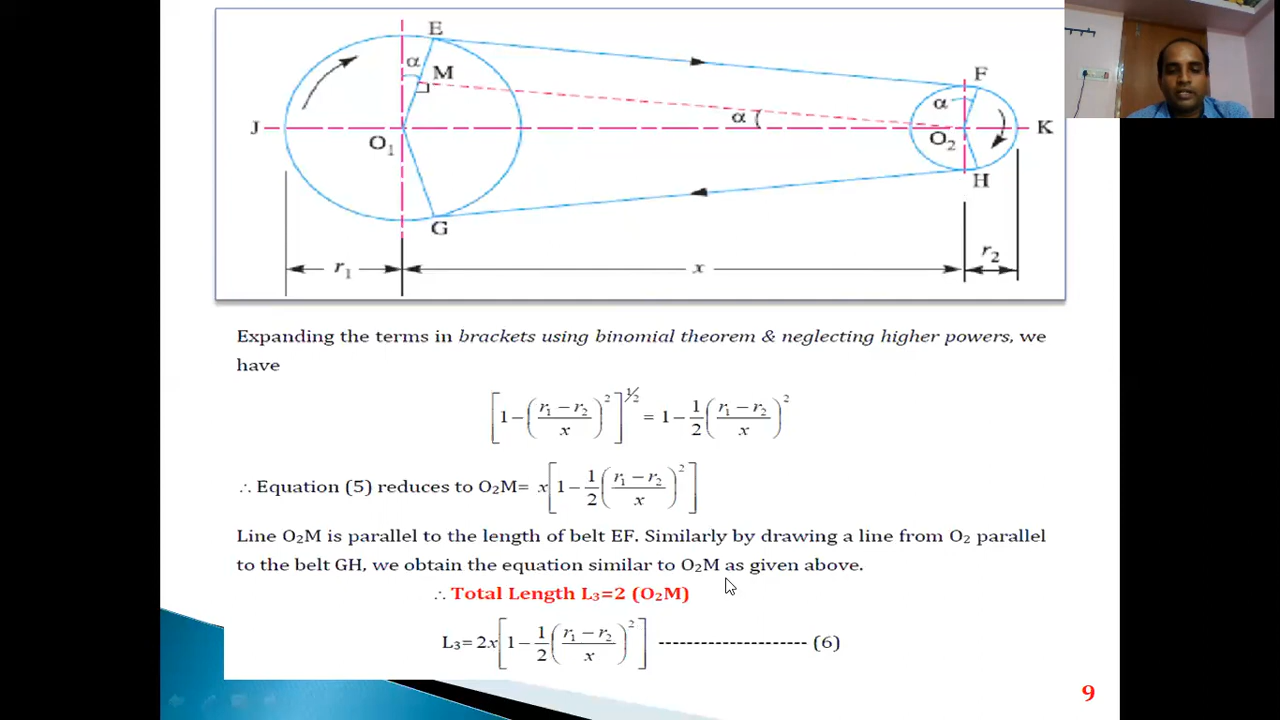 E
α
M
F
α
J
α
K
O₁
O₂
H
G
r₁
x
r₂
Expanding the terms in brackets using binomial theorem & neglecting higher powers, we
have
[1 − ((r₁ − r₂)/x)²]^½ = 1 − 1/2 ((r₁ − r₂)/x)²
∴ Equation (5) reduces to O₂M= x[1 − 1/2 ((r₁ − r₂)/x)²]
Line O₂M is parallel to the length of belt EF. Similarly by drawing a line from O₂ parallel
to the belt GH, we obtain the equation similar to O₂M as given above.
∴ Total Length L₃=2 (O₂M)
L₃= 2x[1 − 1/2 ((r₁ − r₂)/x)²] --------------------- (6)
9